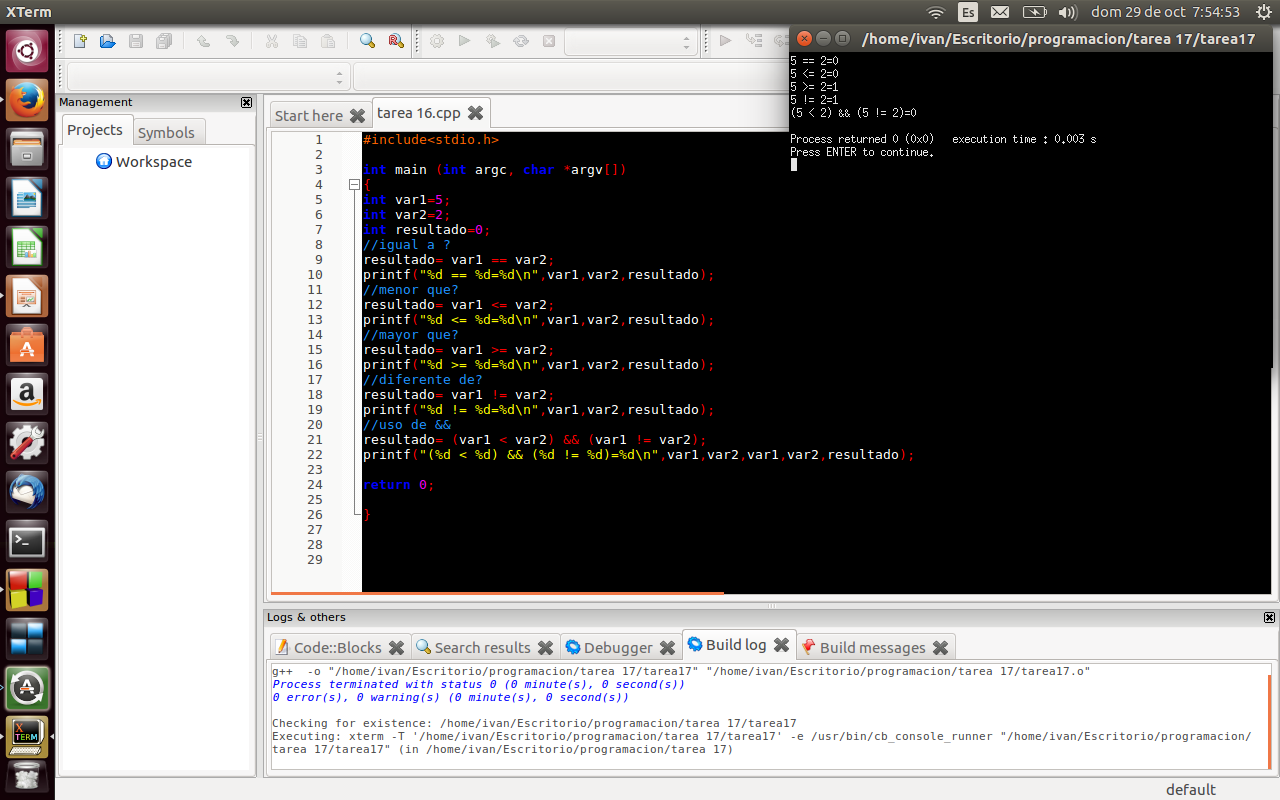 XTerm
Es
dom 29 de oct 7:54:53
/home/ivan/Escritorio/programacion/tarea 17/tarea17
5 == 2=0
5 <= 2=0
5 >= 2=1
5 != 2=1
(5 < 2) && (5 != 2)=0
Process returned 0 (0x0)   execution time : 0.003 s
Press ENTER to continue.
Management
Projects
Symbols
Workspace
Start here
tarea 16.cpp
1 #include<stdio.h>
2
3 int main (int argc, char *argv[])
4 {
5 int var1=5;
6 int var2=2;
7 int resultado=0;
8 //igual a ?
9 resultado= var1 == var2;
10 printf("%d == %d=%d\n",var1,var2,resultado);
11 //menor que?
12 resultado= var1 <= var2;
13 printf("%d <= %d=%d\n",var1,var2,resultado);
14 //mayor que?
15 resultado= var1 >= var2;
16 printf("%d >= %d=%d\n",var1,var2,resultado);
17 //diferente de?
18 resultado= var1 != var2;
19 printf("%d != %d=%d\n",var1,var2,resultado);
20 //uso de &&
21 resultado= (var1 < var2) && (var1 != var2);
22 printf("(%d < %d) && (%d != %d)=%d\n",var1,var2,var1,var2,resultado);
23
24 return 0;
25
26 }
27
28
29
Logs & others
Code::Blocks
Search results
Debugger
Build log
Build messages
g++  -o "/home/ivan/Escritorio/programacion/tarea 17/tarea17" "/home/ivan/Escritorio/programacion/tarea 17/tarea17.o"
Process terminated with status 0 (0 minute(s), 0 second(s))
0 error(s), 0 warning(s) (0 minute(s), 0 second(s))
Checking for existence: /home/ivan/Escritorio/programacion/tarea 17/tarea17
Executing: xterm -T '/home/ivan/Escritorio/programacion/tarea 17/tarea17' -e /usr/bin/cb_console_runner "/home/ivan/Escritorio/programacion/
tarea 17/tarea17" (in /home/ivan/Escritorio/programacion/tarea 17)
X
TERM
default